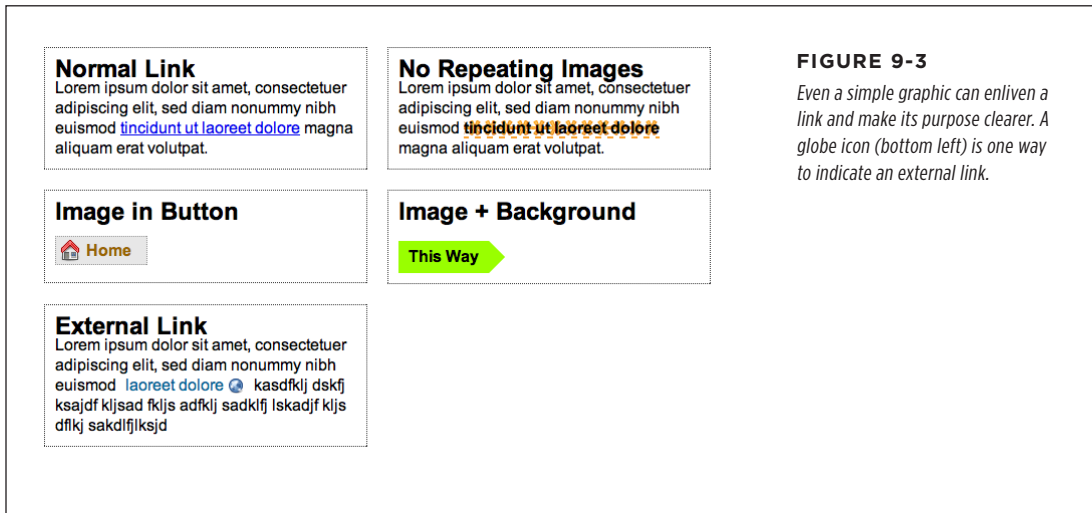 Normal Link
Lorem ipsum dolor sit amet, consectetuer
adipiscing elit, sed diam nonummy nibh
euismod tincidunt ut laoreet dolore magna
aliquam erat volutpat.
No Repeating Images
Lorem ipsum dolor sit amet, consectetuer
adipiscing elit, sed diam nonummy nibh
euismod tincidunt ut laoreet dolore
magna aliquam erat volutpat.
Image in Button
Home
Image + Background
This Way
External Link
Lorem ipsum dolor sit amet, consectetuer
adipiscing elit, sed diam nonummy nibh
euismod laoreet dolore kasdfklj dskfj
ksajdf kljsad fkljs adfklj sadklfj lskadjf kljs
dflkj sakdlfjlksjd
FIGURE 9-3
Even a simple graphic can enliven a
link and make its purpose clearer. A
globe icon (bottom left) is one way
to indicate an external link.